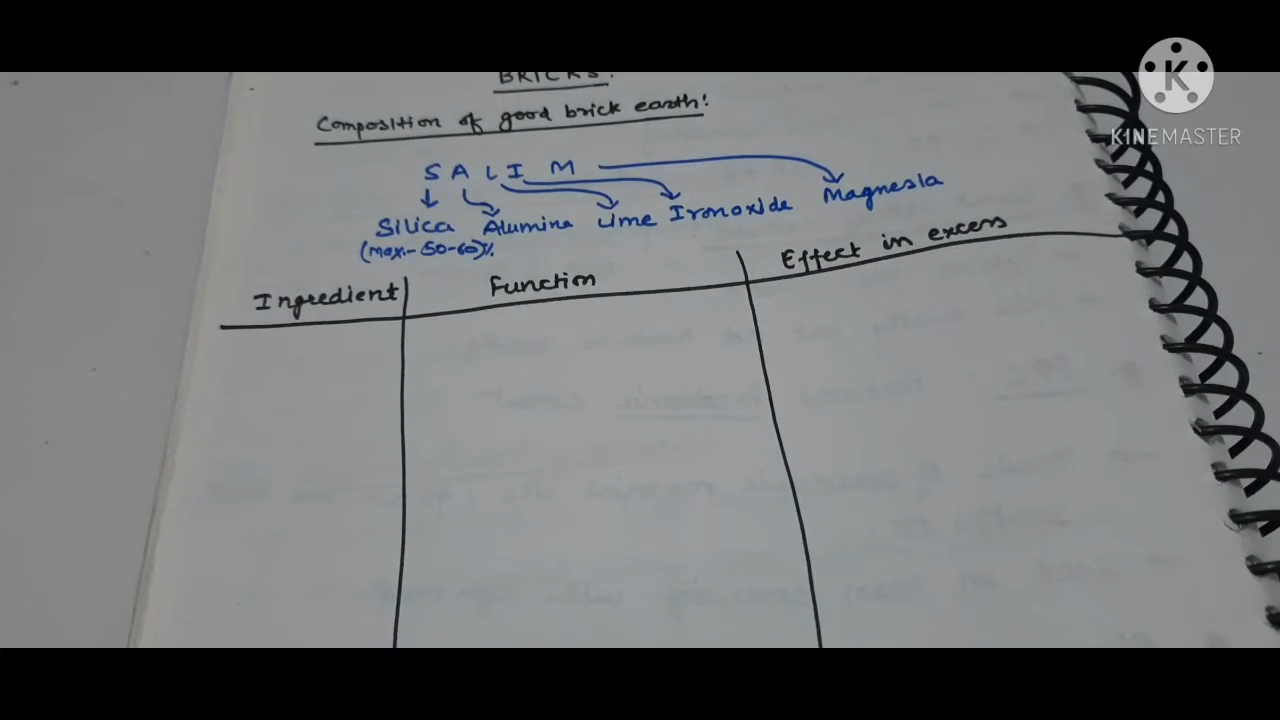 BRICKS:
Composition of good brick earth:
S A L I M
Silica Alumina Lime Ironoxide Magnesia
(max.- 50-60)%
Ingredient Function Effect in excess
K
KINEMASTER